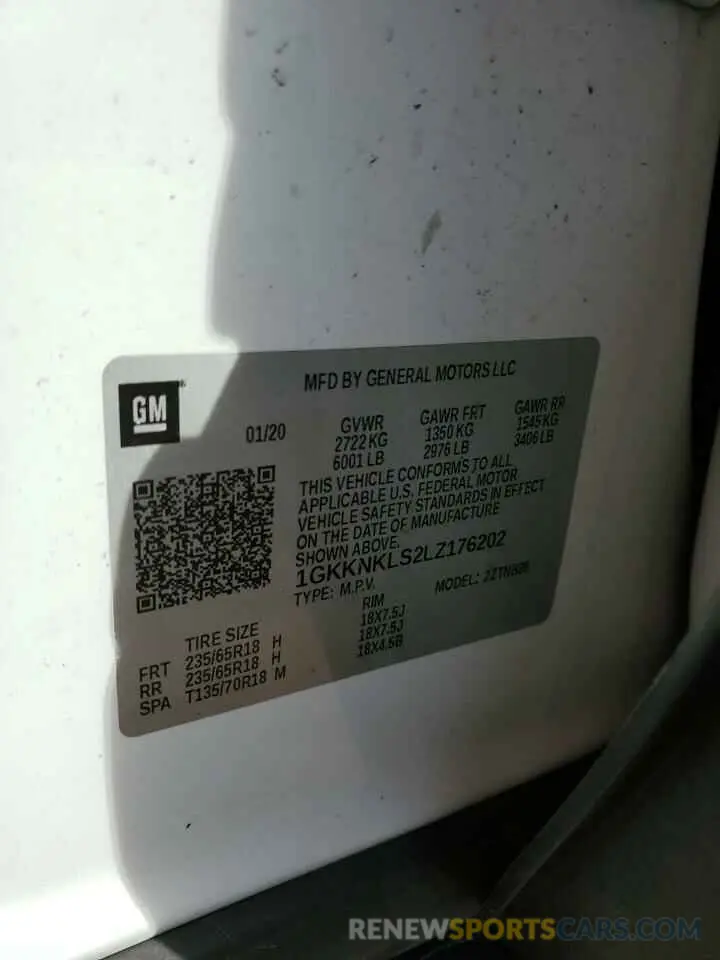 MFD BY GENERAL MOTORS LLC
GM
01/20
GVWR GAWR FRT GAWR RR
2722 KG 1350 KG 1545 KG
6001 LB 2976 LB 3406 LB
THIS VEHICLE CONFORMS TO ALL
APPLICABLE U.S. FEDERAL MOTOR
VEHICLE SAFETY STANDARDS IN EFFECT
ON THE DATE OF MANUFACTURE
SHOWN ABOVE.
1GKKNKLS2LZ176202
TYPE: M.P.V. MODEL:
TIRE SIZE RIM
FRT 235/65R18 H 18X7.5J
RR 235/65R18 H 18X7.5J
SPA T135/70R18 M 18X4.5B
RENEWSPORTSCARS.COM